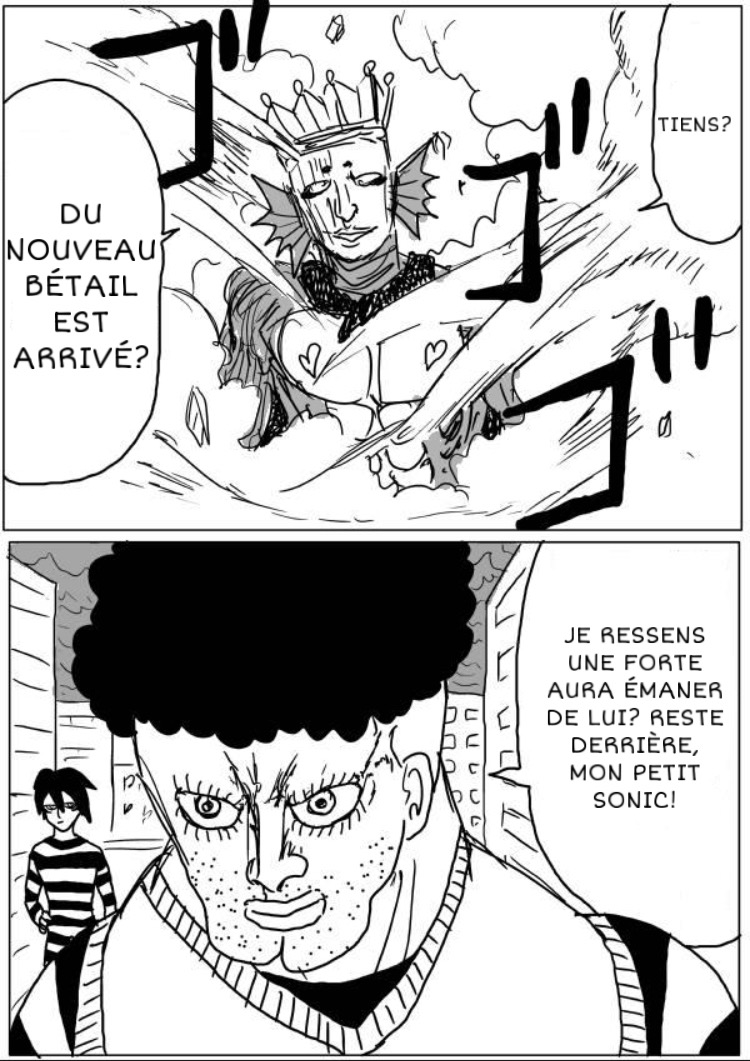 TIENS?
DU
NOUVEAU
BÉTAIL
EST
ARRIVÉ?
JE RESSENS
UNE FORTE
AURA ÉMANER
DE LUI? RESTE
DERRIÈRE,
MON PETIT
SONIC!